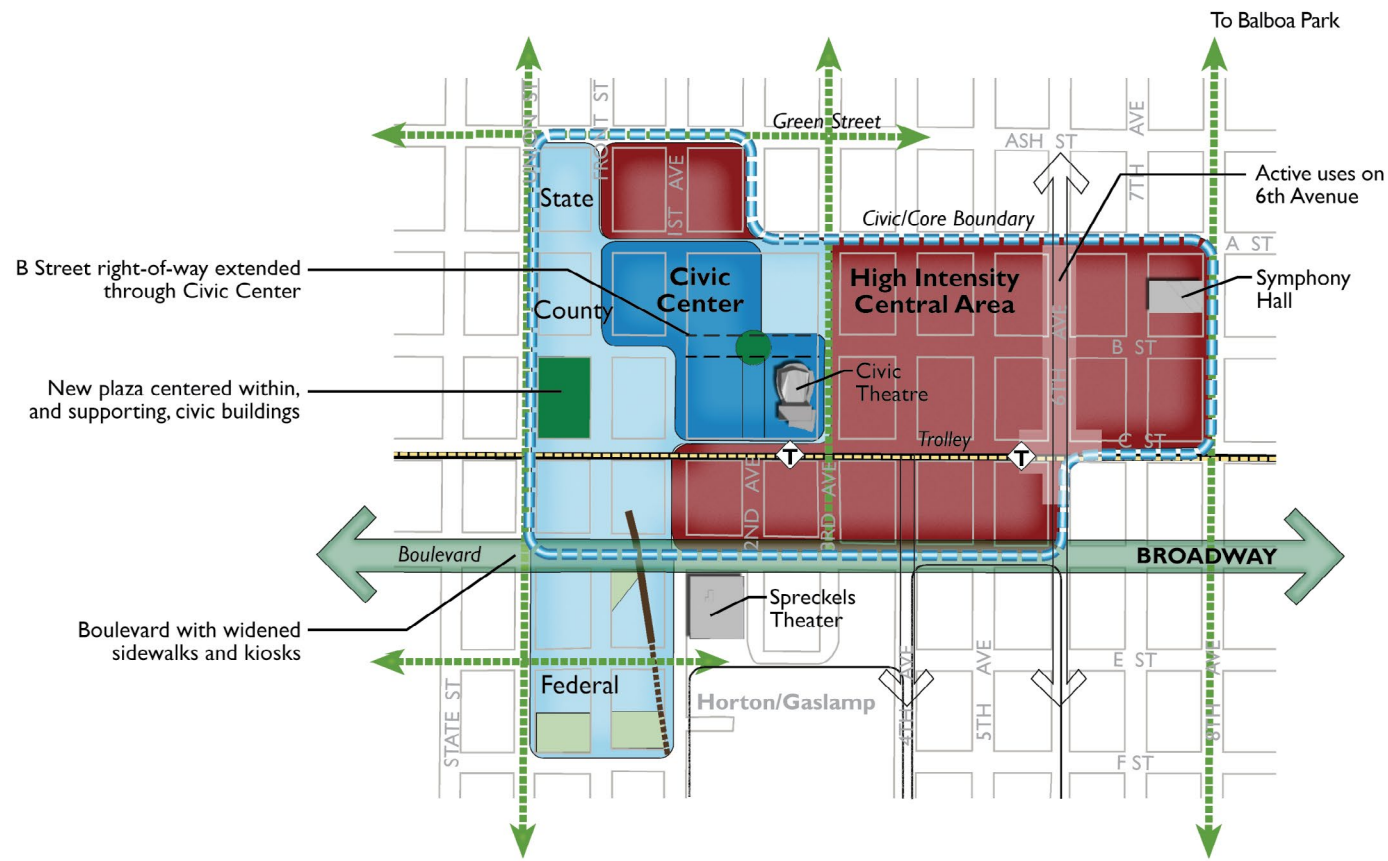 To Balboa Park
UNION ST
FRONT ST
Green Street
ASH ST
7TH AVE
Active uses on
6th Avenue
State
1ST AVE
Civic/Core Boundary
A ST
B Street right-of-way extended
through Civic Center
Civic
Center
High Intensity
Central Area
Symphony
Hall
County
6TH AVE
B ST
New plaza centered within,
and supporting, civic buildings
Civic
Theatre
Trolley
C ST
T
T
2ND AVE
3RD AVE
Boulevard
BROADWAY
Boulevard with widened
sidewalks and kiosks
Spreckels
Theater
Federal
Horton/Gaslamp
STATE ST
4TH AVE
5TH AVE
E ST
8TH AVE
F ST